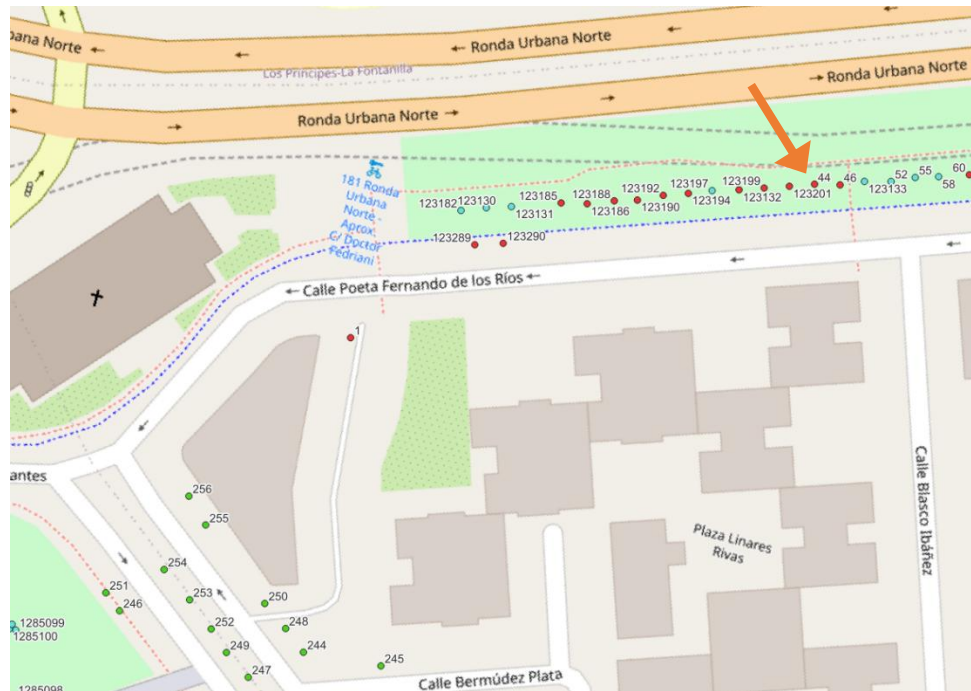 bana Norte
Ronda Urbana Norte
Los Príncipes-La Fontanilla
Ronda Urbana Norte
Ronda Urbana Norte
181 Ronda
Urbana
Norte -
Aprox.
C/ Doctor
Pedriani
123182
123130
123131
123185
123188
123186
123192
123190
123197
123194
123199
123132
123201
44
46
123133
52
55
58
60
123289
123290
Calle Poeta Fernando de los Ríos
1
antes
256
255
254
251
246
253
250
252
248
249
244
247
245
1285099
1285100
1285098
Plaza Linares
Rivas
Calle Blasco Ibáñez
Calle Bermúdez Plata